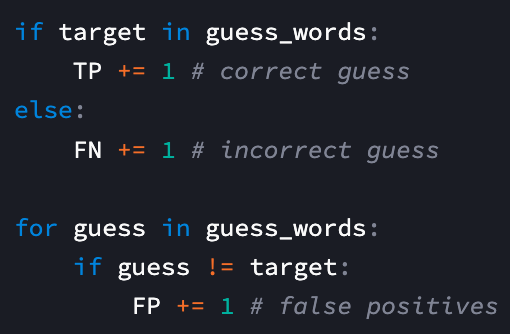 if target in guess_words:
    TP += 1 # correct guess
else:
    FN += 1 # incorrect guess

for guess in guess_words:
    if guess != target:
        FP += 1 # false positives